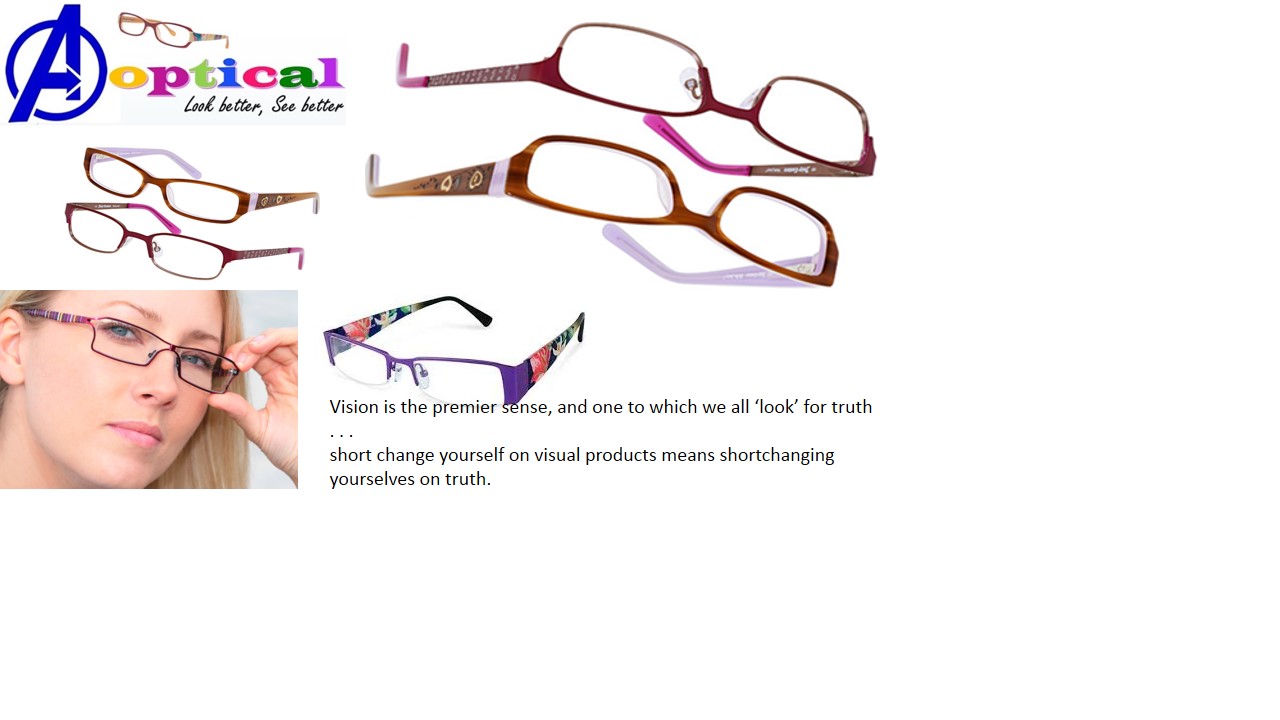 A optical
Look better, See better
Vision is the premier sense, and one to which we all ‘look’ for truth
. . .
short change yourself on visual products means shortchanging
yourselves on truth.